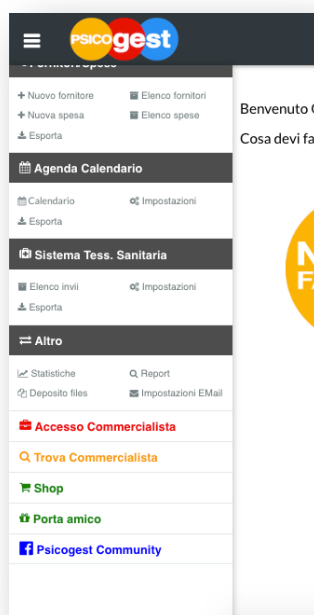 PSICOgest
+ Nuovo fornitore Elenco fornitori
+ Nuova spesa Elenco spese
Esporta
Agenda Calendario
Calendario Impostazioni
Esporta
Sistema Tess. Sanitaria
Elenco invii Impostazioni
Esporta
Altro
Statistiche Report
Deposito files Impostazioni EMail
Accesso Commercialista
Trova Commercialista
Shop
Porta amico
Psicogest Community
Benvenuto
Cosa devi